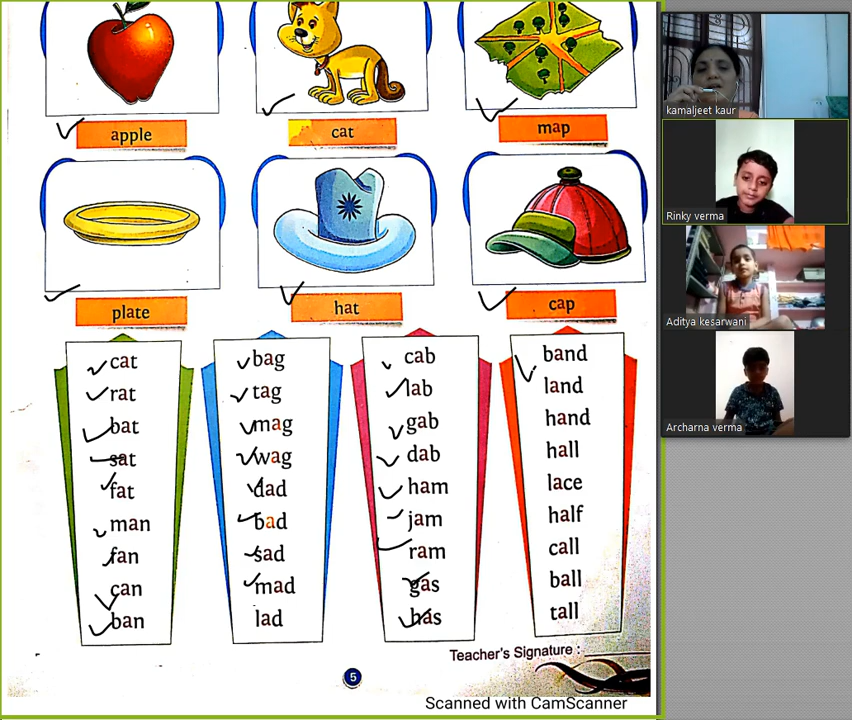 apple
cat
map
plate
hat
cap
cat
rat
bat
sat
fat
man
fan
can
ban
bag
tag
mag
wag
dad
bad
sad
mad
lad
cab
lab
gab
dab
ham
jam
ram
gas
has
band
land
hand
hall
lace
half
call
ball
tall
Teacher's Signature :
5
Scanned with CamScanner
kamaljeet kaur
Rinky verma
Aditya kesarwani
Archarna verma